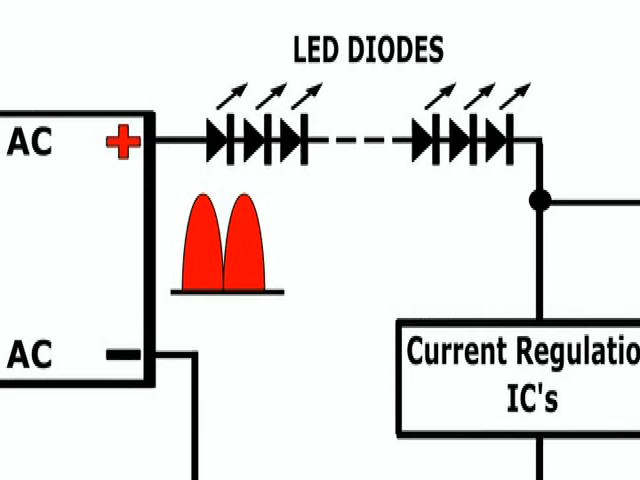 LED DIODES
AC +
AC -
Current Regulatio
IC's